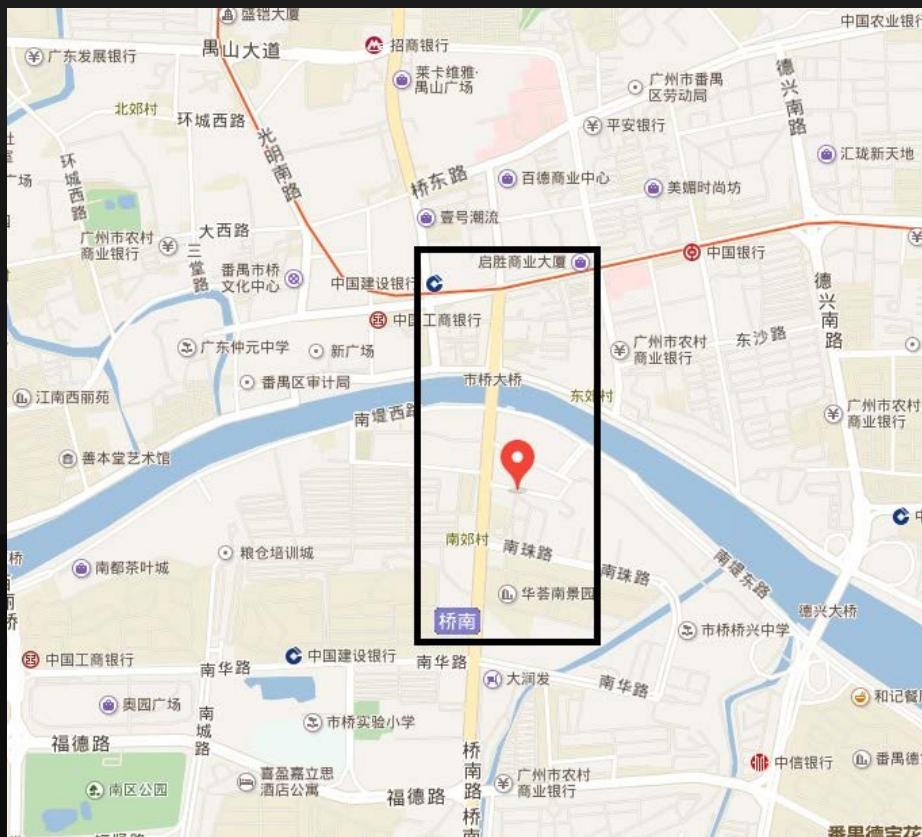 盛铠大厦
中国农业银行
禺山大道
招商银行
广东发展银行
莱卡维雅·
禺山广场
德兴南路
广州市番禺
区劳动局
北郊村
环城西路
平安银行
光明南路
汇珑新天地
环城西路
广场
桥东路
百德商业中心
美媚时尚坊
壹号潮流
大西路
广州市农村
商业银行
三堂路
中国银行
启胜商业大厦
番禺市桥
文化中心
中国建设银行
德兴南路
中国工商银行
东沙路
广东仲元中学
新广场
广州市农村
商业银行
番禺区审计局
市桥大桥
江南西丽苑
东郊村
南堤西路
广州市农村
商业银行
善本堂艺术馆
南郊村
南珠路
粮仓培训城
南都茶叶城
南珠路
南堤东路
华荟南景园
德兴大桥
桥南
市桥桥兴中学
中国工商银行
南华路
中国建设银行
南华路
大润发
南华路
奥园广场
南城路
市桥实验小学
福德路
桥南路
中信银行
喜盈嘉立思
酒店公寓
广州市农村
商业银行
南区公园
福德路